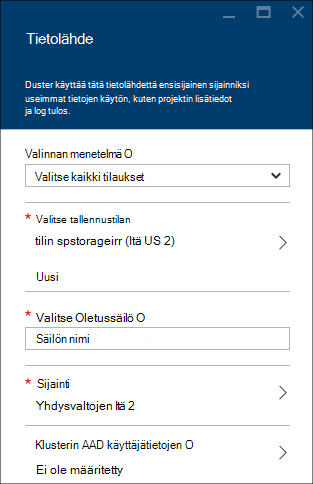 Tietolähde
Duster käyttää tätä tietolähdettä ensisijainen sijainniksi
useimmat tietojen käytön, kuten projektin lisätiedot
ja log tulos.
Valinnan menetelmä O
Valitse kaikki tilaukset
* Valitse tallennustilan
tilin spstorageirr (Itä US 2)
Uusi
* Valitse Oletussäilö O
Säilön nimi
* Sijainti
Yhdysvaltojen Itä 2
Klusterin AAD käyttäjätietojen O
Ei ole määritetty